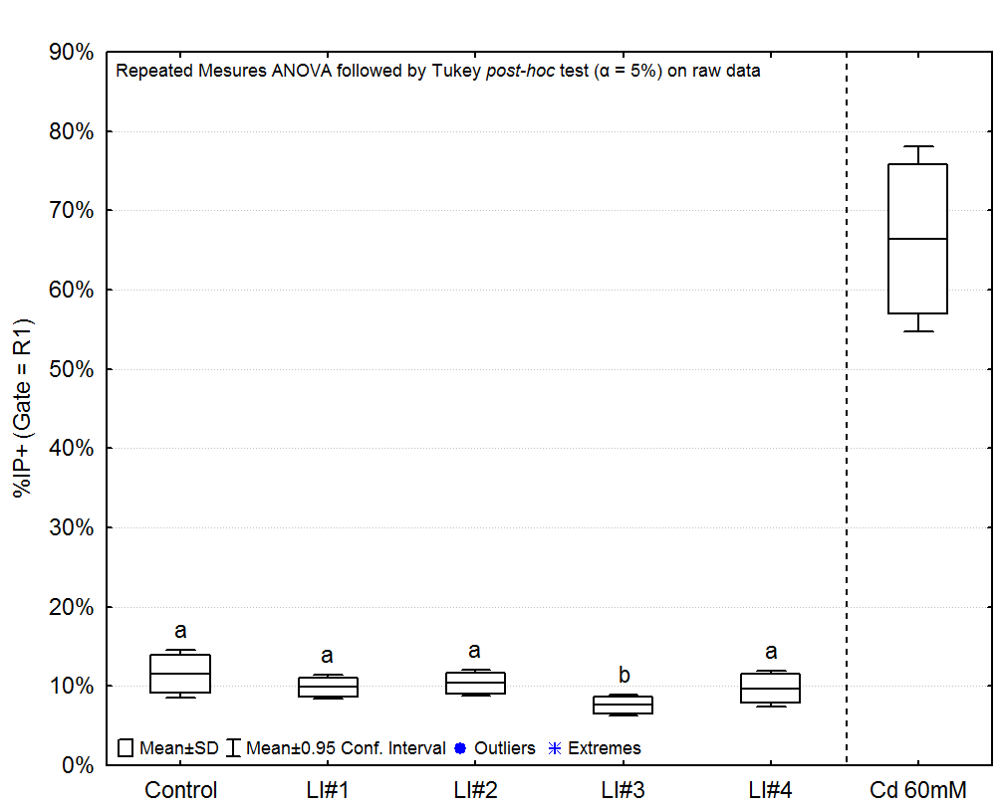 90%
Repeated Mesures ANOVA followed by Tukey post-hoc test (α = 5%) on raw data
80%
70%
60%
50%
40%
30%
20%
10%
0%
%IP+ (Gate = R1)
a
a
a
b
a
Mean±SD Mean±0.95 Conf. Interval Outliers Extremes
Control LI#1 LI#2 LI#3 LI#4 Cd 60mM